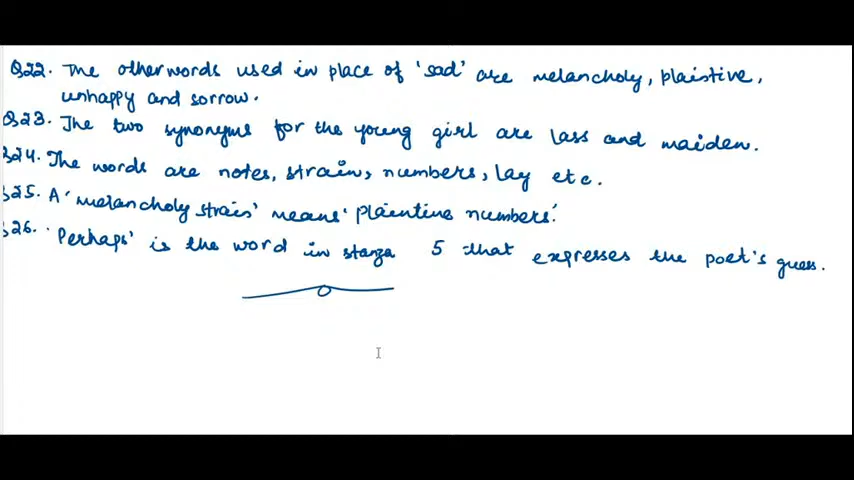 Q22. The other words used in place of 'sad' are melancholy, plaintive,
unhappy and sorrow.
Q23. The two synonyms for the young girl are lass and maiden.
Q24. The words are notes, strain, numbers, lay etc.
Q25. A 'melancholy strais' means 'plaintive numbers'.
Q26. 'Perhaps' is the word in stanza 5 that expresses the poet's guess.